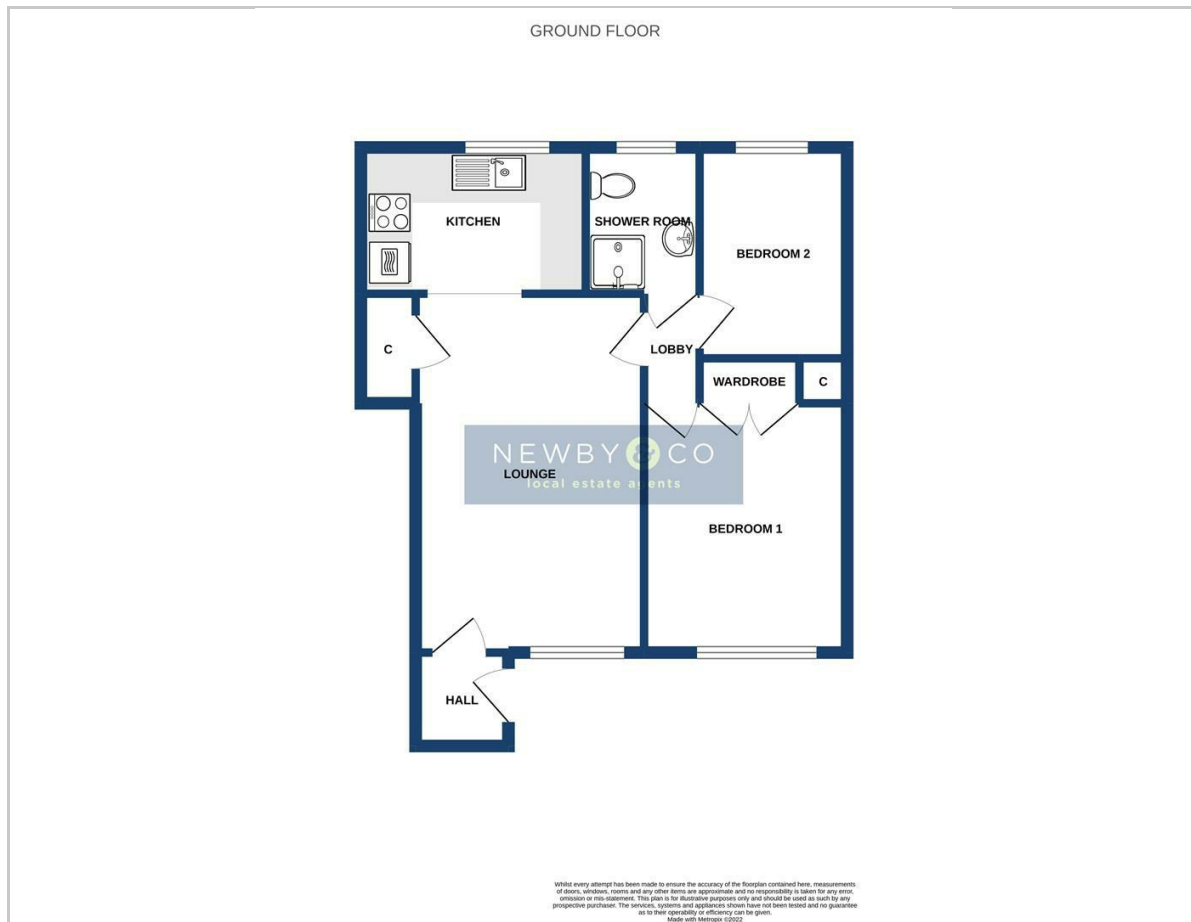 GROUND FLOOR
KITCHEN
SHOWER ROOM
BEDROOM 2
C
LOBBY
WARDROBE
C
NEWBY & CO
local estate agents
LOUNGE
BEDROOM 1
HALL
Whilst every attempt has been made to ensure the accuracy of the floorplan contained here, measurements
of doors, windows, rooms and any other items are approximate and no responsibility is taken for any error,
omission or mis-statement. This plan is for illustrative purposes only and should be used as such by any
prospective purchaser. The services, systems and appliances shown have not been tested and no guarantee
as to their operability or efficiency can be given.
Made with Metropix ©2022